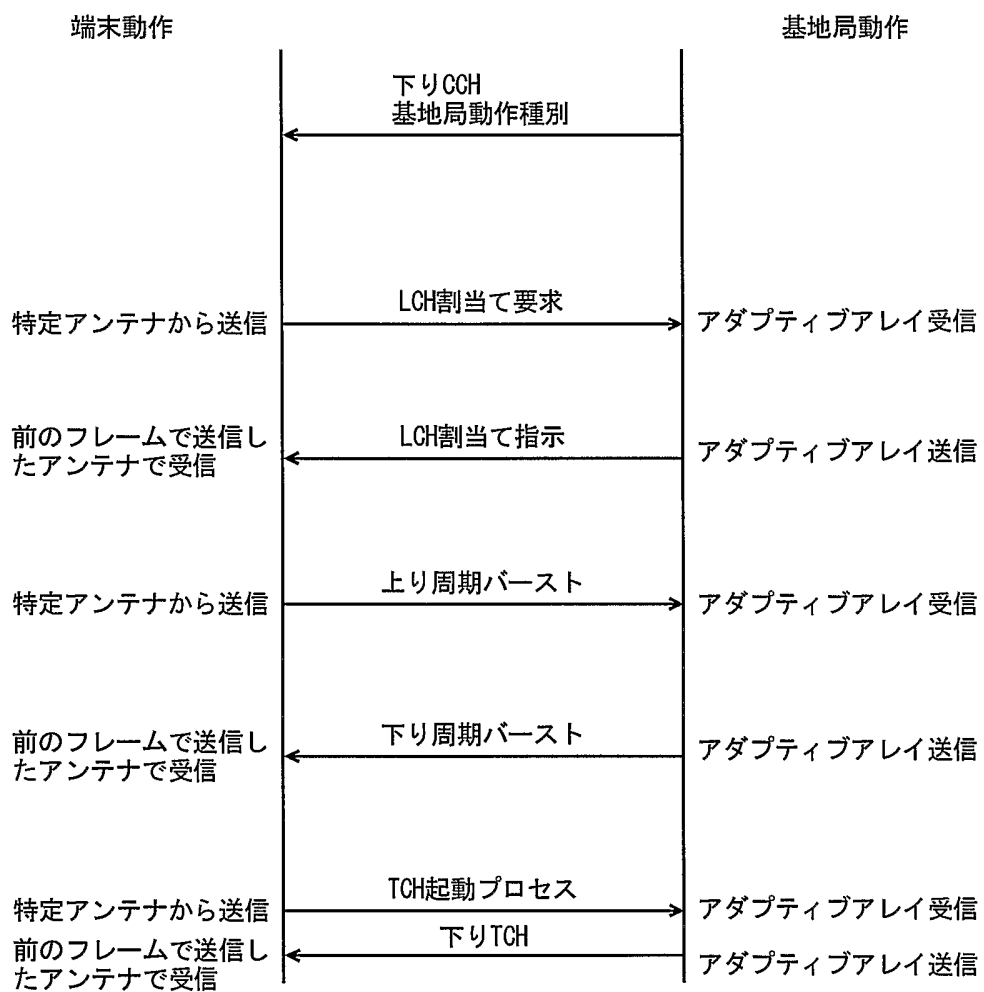 端末動作
基地局動作
下りCCH
基地局動作種別
LCH割当て要求
特定アンテナから送信
アダプティブアレイ受信
LCH割当て指示
前のフレームで送信し
たアンテナで受信
アダプティブアレイ送信
上り周期バースト
特定アンテナから送信
アダプティブアレイ受信
下り周期バースト
前のフレームで送信し
たアンテナで受信
アダプティブアレイ送信
TCH起動プロセス
特定アンテナから送信
アダプティブアレイ受信
下りTCH
前のフレームで送信し
たアンテナで受信
アダプティブアレイ送信